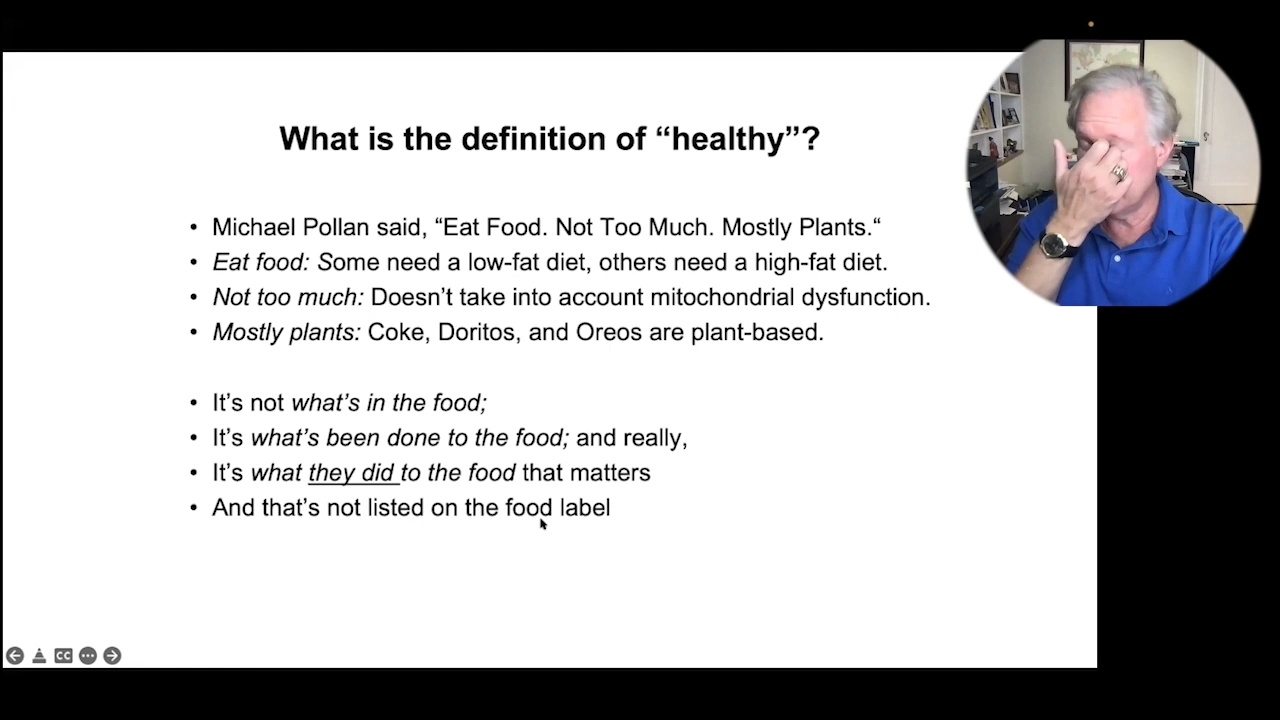 What is the definition of “healthy”?
• Michael Pollan said, “Eat Food. Not Too Much. Mostly Plants.“
• Eat food: Some need a low-fat diet, others need a high-fat diet.
• Not too much: Doesn’t take into account mitochondrial dysfunction.
• Mostly plants: Coke, Doritos, and Oreos are plant-based.
• It’s not what’s in the food;
• It’s what’s been done to the food; and really,
• It’s what they did to the food that matters
• And that’s not listed on the food label
CC